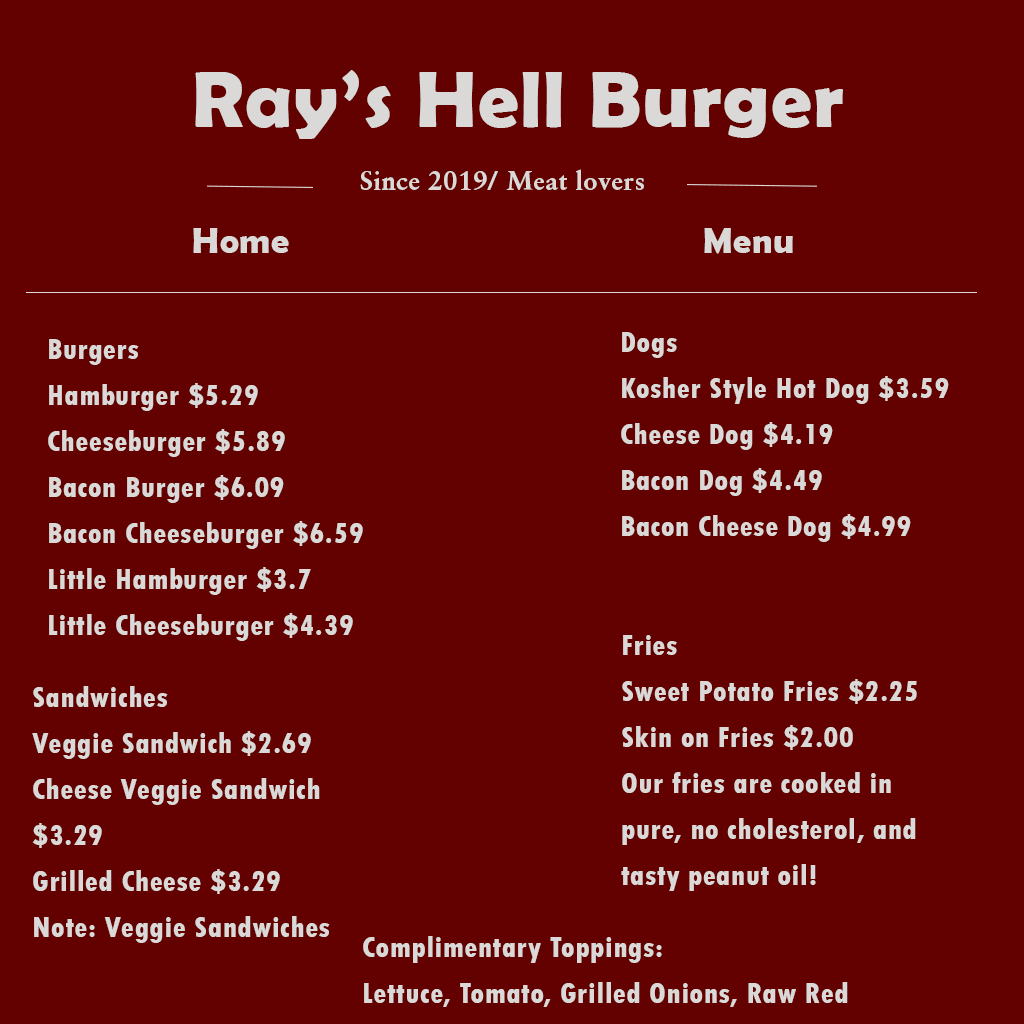 Ray's Hell Burger
Since 2019/ Meat lovers
Home
Menu
Burgers
Hamburger $5.29
Cheeseburger $5.89
Bacon Burger $6.09
Bacon Cheeseburger $6.59
Little Hamburger $3.7
Little Cheeseburger $4.39
Sandwiches
Veggie Sandwich $2.69
Cheese Veggie Sandwich
$3.29
Grilled Cheese $3.29
Note: Veggie Sandwiches
Dogs
Kosher Style Hot Dog $3.59
Cheese Dog $4.19
Bacon Dog $4.49
Bacon Cheese Dog $4.99
Fries
Sweet Potato Fries $2.25
Skin on Fries $2.00
Our fries are cooked in
pure, no cholesterol, and
tasty peanut oil!
Complimentary Toppings:
Lettuce, Tomato, Grilled Onions, Raw Red